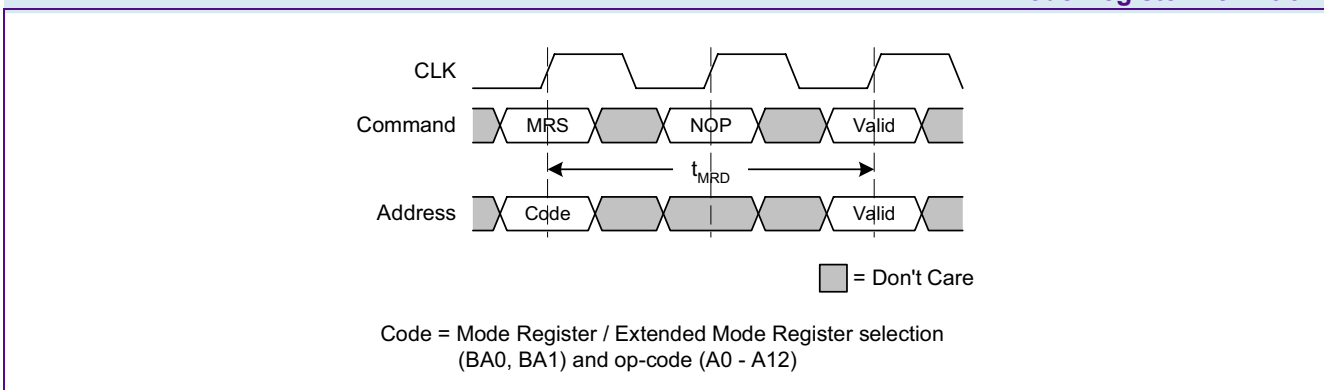 CLK
Command MRS NOP Valid
tMRD
Address Code Valid
= Don't Care
Code = Mode Register / Extended Mode Register selection
(BA0, BA1) and op-code (A0 - A12)